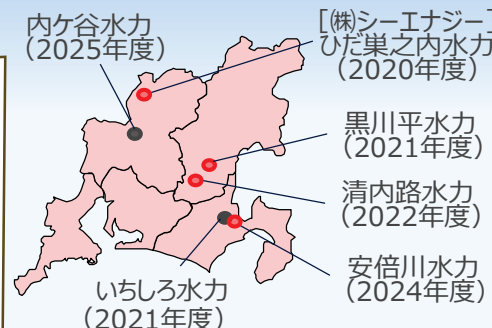 内ケ谷水力
(2025年度)
[㈱シーエナジー]
ひだ巣之内水力
(2020年度)
黒川平水力
(2021年度)
清内路水力
(2022年度)
安倍川水力
(2024年度)
いちしろ水力
(2021年度)